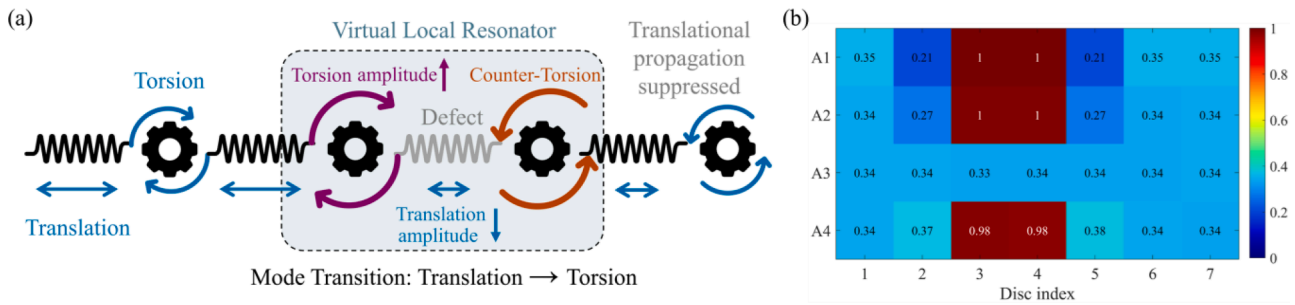 (a)
Virtual Local Resonator
Translational
propagation
suppressed
Torsion
Torsion amplitude
Counter-Torsion
Defect
Translation
Translation
amplitude
Mode Transition: Translation → Torsion
(b)
A1 0.35 0.21 1 1 0.21 0.35 0.35
A2 0.34 0.27 1 1 0.27 0.34 0.34
A3 0.34 0.34 0.33 0.34 0.34 0.34 0.34
A4 0.34 0.37 0.98 0.98 0.38 0.34 0.34
1 2 3 4 5 6 7
Disc index
1
0.8
0.6
0.4
0.2
0